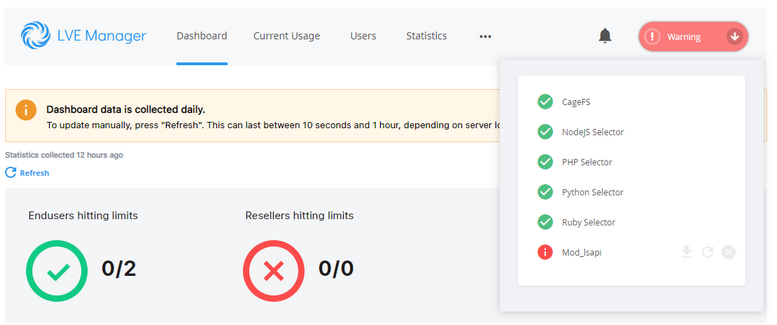 LVE Manager
Dashboard
Current Usage
Users
Statistics
Warning
Dashboard data is collected daily.
To update manually, press "Refresh". This can last between 10 seconds and 1 hour, depending on server lo
Statistics collected 12 hours ago
Refresh
Endusers hitting limits
Resellers hitting limits
0/2
0/0
CageFS
NodeJS Selector
PHP Selector
Python Selector
Ruby Selector
Mod_lsapi